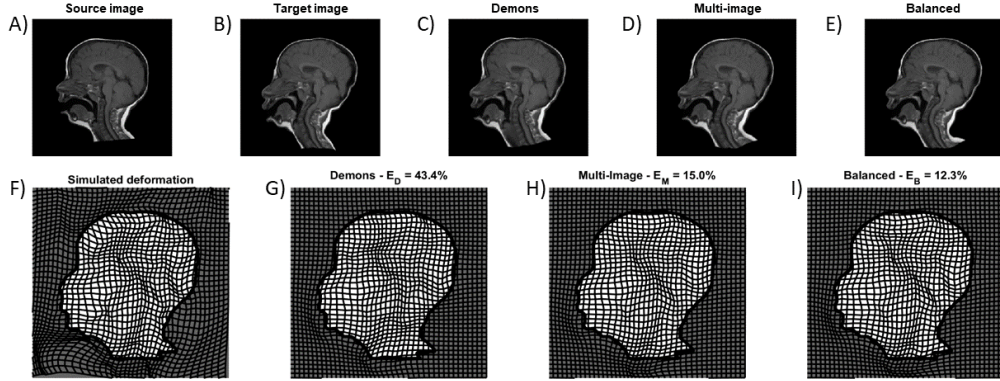 A) Source image
B) Target image
C) Demons
D) Multi-image
E) Balanced
F) Simulated deformation
G) Demons - E_D = 43.4%
H) Multi-Image - E_M = 15.0%
I) Balanced - E_B = 12.3%